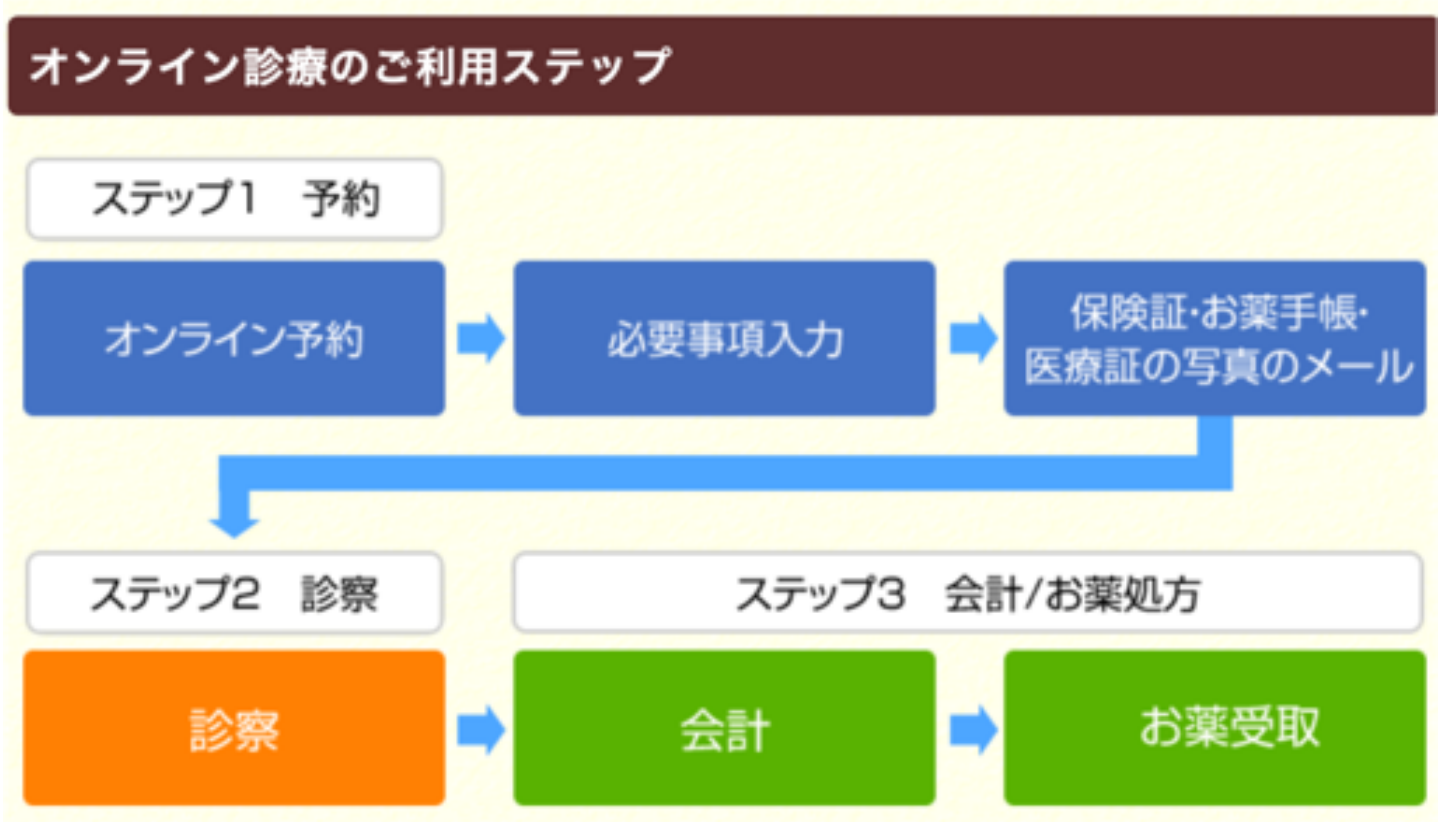 オンライン診療のご利用ステップ
ステップ1　予約
オンライン予約
必要事項入力
保険証・お薬手帳・
医療証の写真のメール
ステップ2　診察
ステップ3　会計/お薬処方
診察
会計
お薬受取